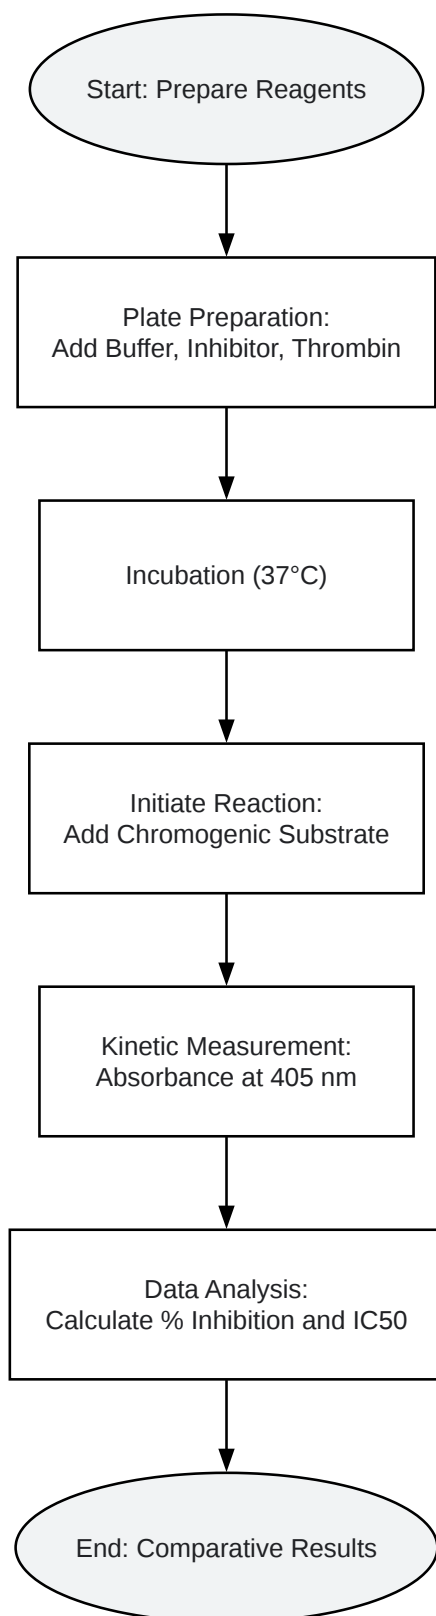 Start: Prepare Reagents
Plate Preparation:
Add Buffer, Inhibitor, Thrombin
Incubation (37°C)
Initiate Reaction:
Add Chromogenic Substrate
Kinetic Measurement:
Absorbance at 405 nm
Data Analysis:
Calculate % Inhibition and IC50
End: Comparative Results